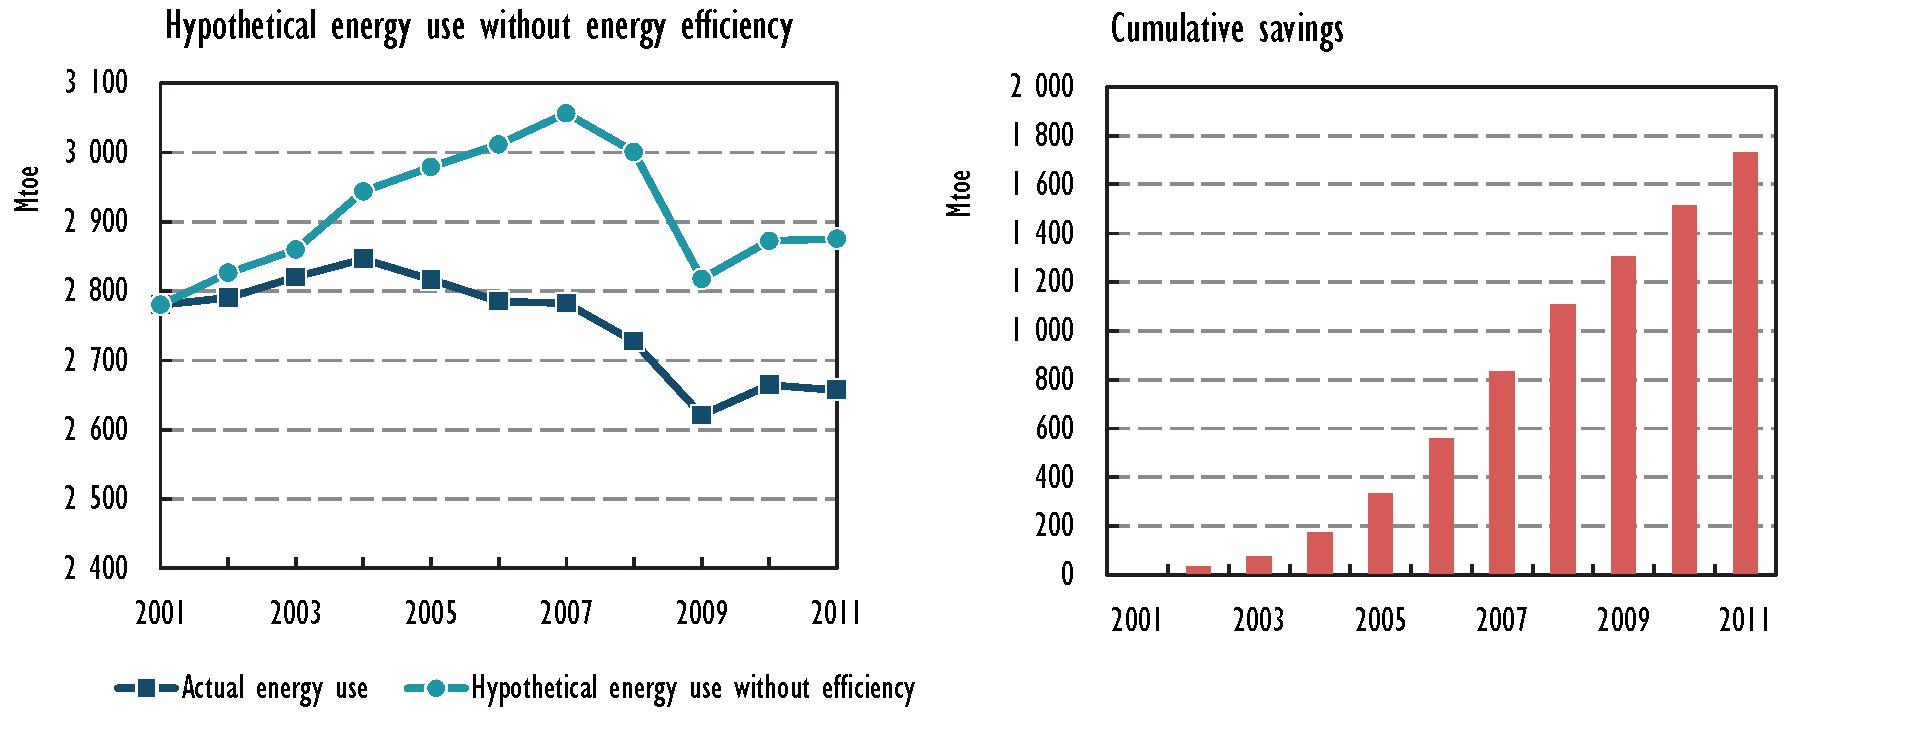 Hypothetical energy use without energy efficiency
3 100
3 000
2 900
2 800
2 700
2 600
2 500
2 400
Mtoe
2001 2003 2005 2007 2009 2011
Actual energy use Hypothetical energy use without efficiency
Cumulative savings
2 000
1 800
1 600
1 400
1 200
1 000
800
600
400
200
0
Mtoe
2001 2003 2005 2007 2009 2011